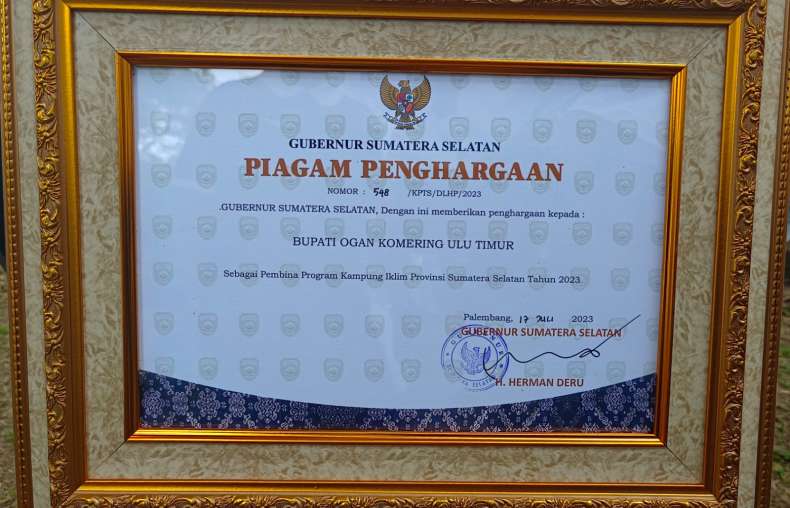 GUBERNUR SUMATERA SELATAN
PIAGAM PENGHARGAAN
NOMOR : 548 /KPTS/DLHP/2023
.GUBERNUR SUMATERA SELATAN, Dengan ini memberikan penghargaan kepada :
BUPATI OGAN KOMERING ULU TIMUR
Sebagai Pembina Program Kampung Iklim Provinsi Sumatera Selatan Tahun 2023
Palembang, 17 JULI 2023
GUBERNUR SUMATERA SELATAN
GUBERNUR
H. HERMAN DERU